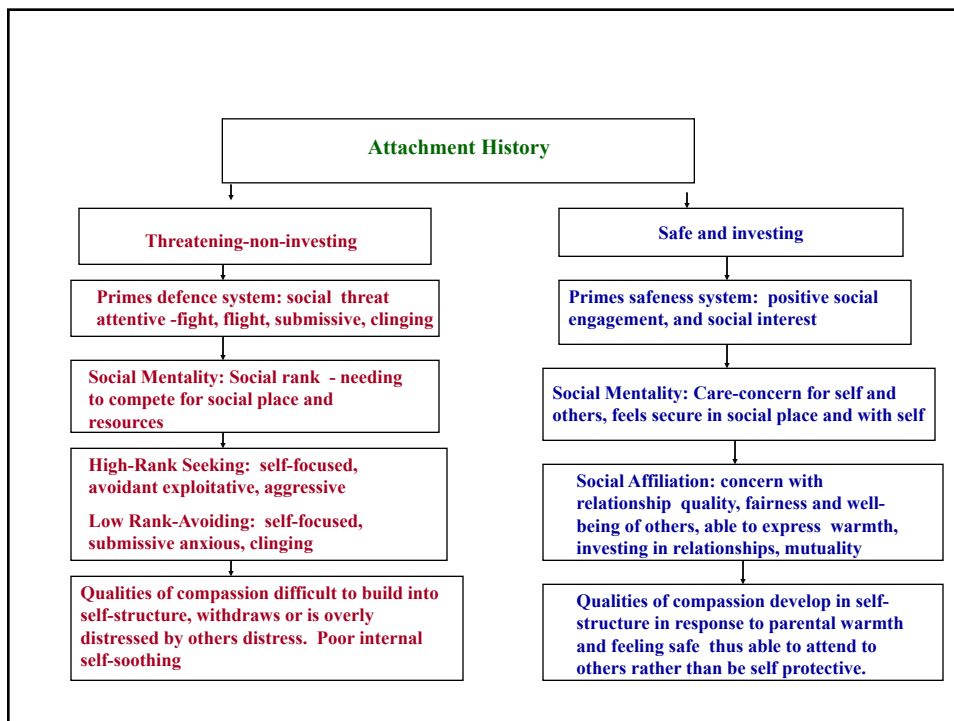 Attachment History
Threatening-non-investing
Primes defence system: social threat
attentive -fight, flight, submissive, clinging
Social Mentality: Social rank - needing
to compete for social place and
resources
High-Rank Seeking: self-focused,
avoidant exploitative, aggressive
Low Rank-Avoiding: self-focused,
submissive anxious, clinging
Qualities of compassion difficult to build into
self-structure, withdraws or is overly
distressed by others distress. Poor internal
self-soothing
Safe and investing
Primes safeness system: positive social
engagement, and social interest
Social Mentality: Care-concern for self and
others, feels secure in social place and with self
Social Affiliation: concern with
relationship quality, fairness and well-
being of others, able to express warmth,
investing in relationships, mutuality
Qualities of compassion develop in self-
structure in response to parental warmth
and feeling safe thus able to attend to
others rather than be self protective.